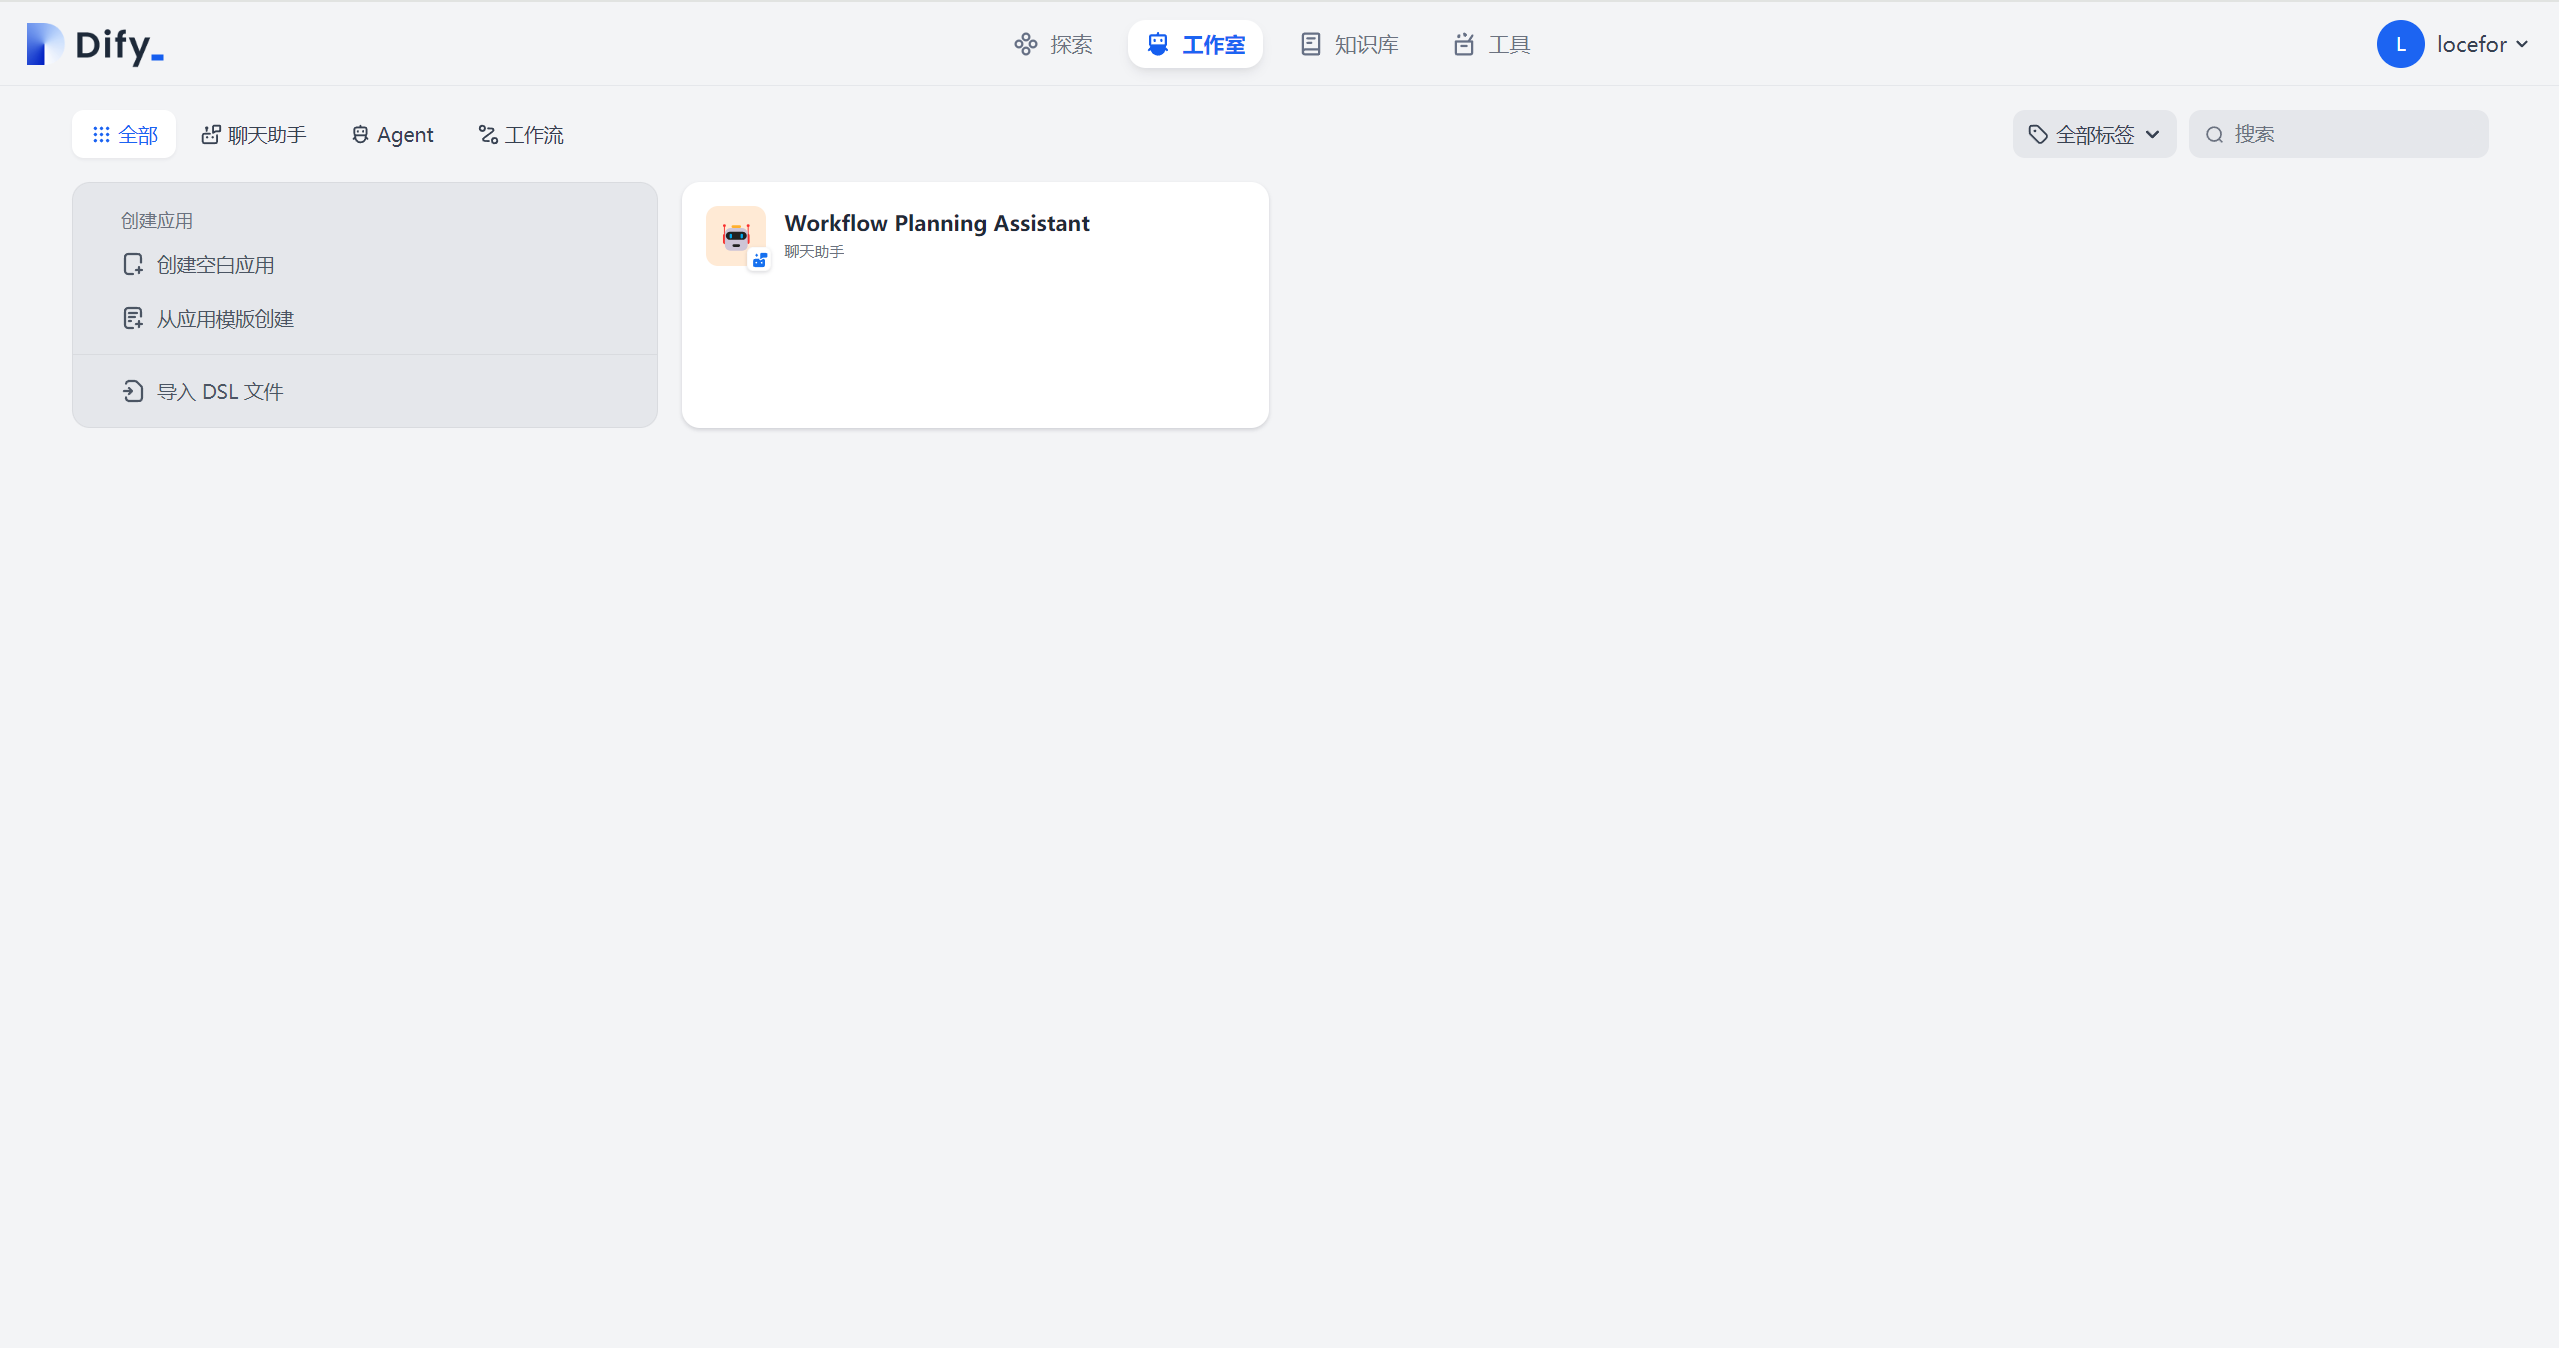 Dify_
探索
工作室
知识库
工具
L
locefor
全部
聊天助手
Agent
工作流
全部标签
搜索
创建应用
创建空白应用
从应用模版创建
导入 DSL 文件
Workflow Planning Assistant
聊天助手